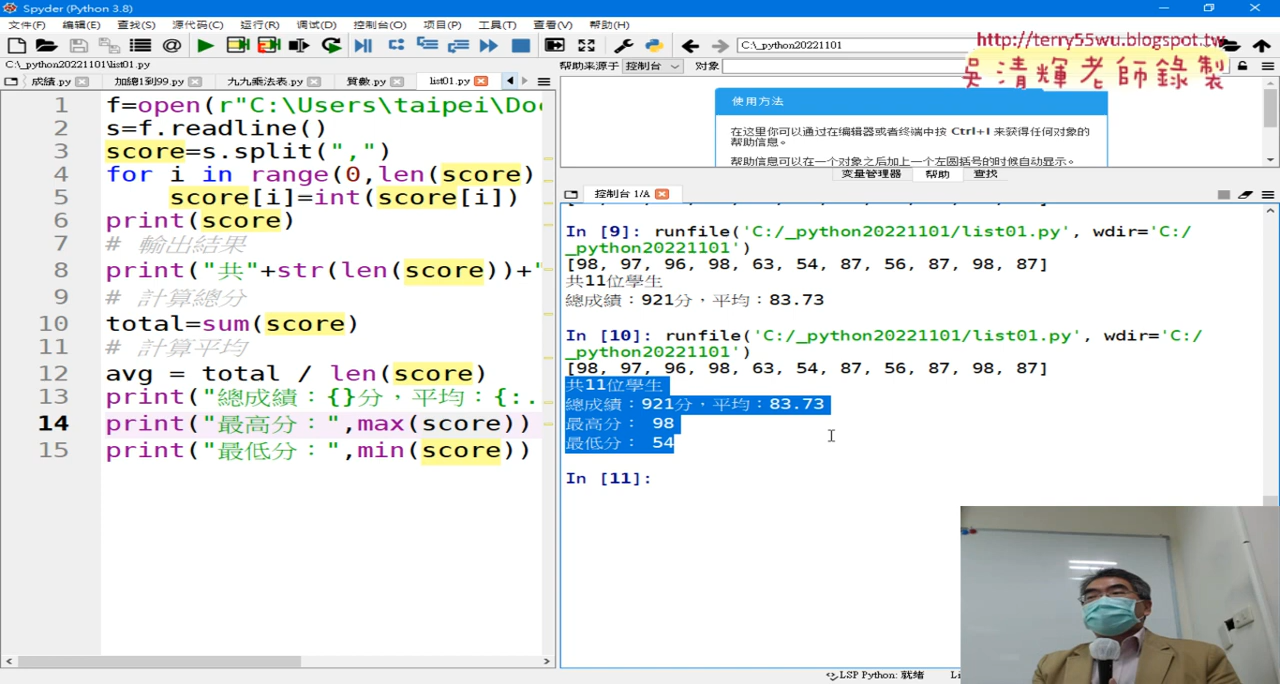 Spyder (Python 3.8)
文件(F) 编辑(E) 查找(S) 源代码(C) 运行(R) 调试(D) 控制台(O) 项目(P) 工具(T) 查看(V) 帮助(H)
C:\_python20221101
http://terry55wu.blogspot.tw
吳清輝老師錄製
C:\_python20221101\list01.py
帮助来源于 控制台 对象
成績.py 加總1到99.py 九九乘法表.py 質數.py list01.py
1 f=open(r"C:\Users\taipei\Do
2 s=f.readline()
3 score=s.split(",")
4 for i in range(0,len(score)
5 score[i]=int(score[i])
6 print(score)
7 # 輸出結果
8 print("共"+str(len(score))+"
9 # 計算總分
10 total=sum(score)
11 # 計算平均
12 avg = total / len(score)
13 print("總成績：{}分，平均：{:.
14 print("最高分：",max(score))
15 print("最低分：",min(score))
使用方法
在这里你可以通过在编辑器或者终端中按 Ctrl+I 来获得任何对象的
帮助信息。
帮助信息可以在一个对象之后加上一个左圆括号的时候自动显示。
变量管理器 帮助 查找
控制台 1/A
In [9]: runfile('C:/_python20221101/list01.py', wdir='C:/
_python20221101')
[98, 97, 96, 98, 63, 54, 87, 56, 87, 98, 87]
共11位學生
總成績：921分，平均：83.73
In [10]: runfile('C:/_python20221101/list01.py', wdir='C:/
_python20221101')
[98, 97, 96, 98, 63, 54, 87, 56, 87, 98, 87]
共11位學生
總成績：921分，平均：83.73
最高分： 98
最低分： 54
In [11]:
LSP Python: 就绪